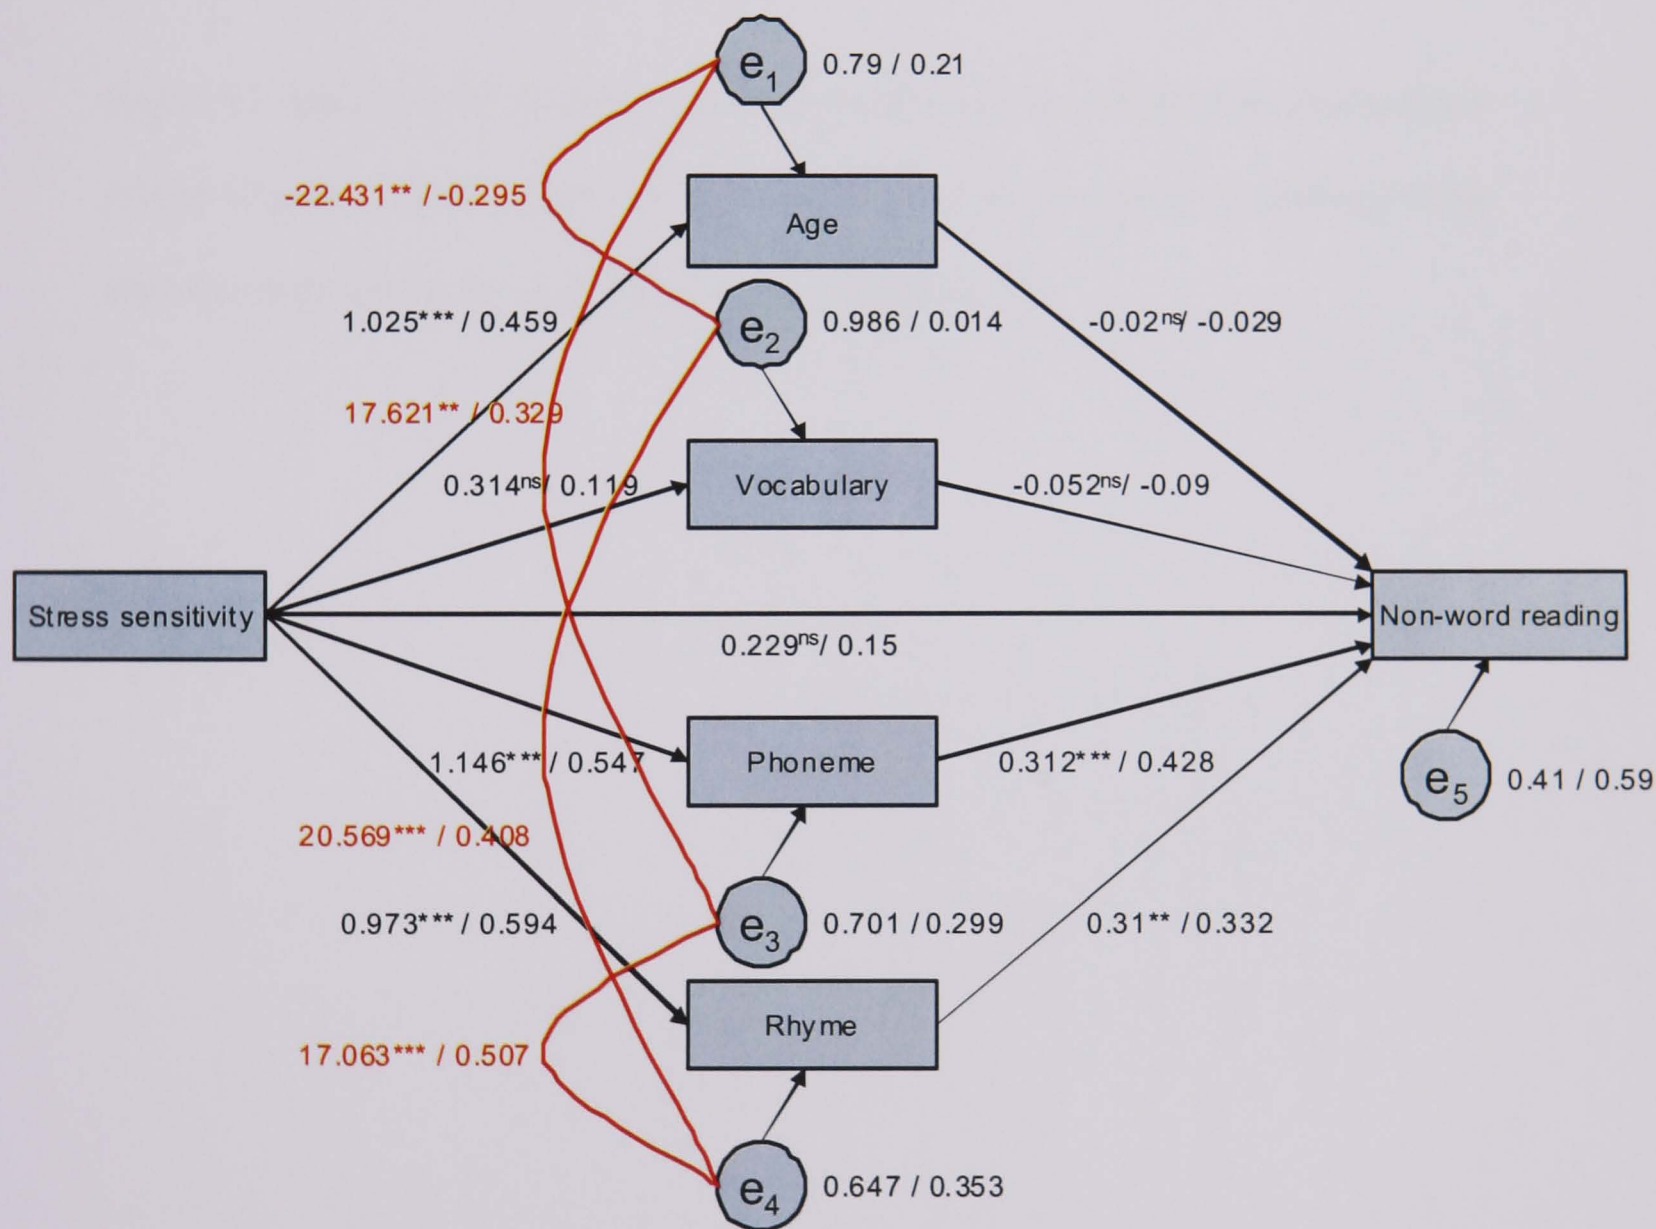 e1 0.79 / 0.21
-22.431** / -0.295
Age
1.025*** / 0.459
e2 0.986 / 0.014
-0.02ns/ -0.029
17.621** / 0.329
0.314ns/ 0.119
Vocabulary
-0.052ns/ -0.09
Stress sensitivity
Non-word reading
0.229ns/ 0.15
1.146***/ 0.547
Phoneme
0.312*** / 0.428
e5 0.41 / 0.59
20.569*** / 0.408
0.973*** / 0.594
e3 0.701 / 0.299
0.31** / 0.332
Rhyme
17.063*** / 0.507
e4 0.647 / 0.353